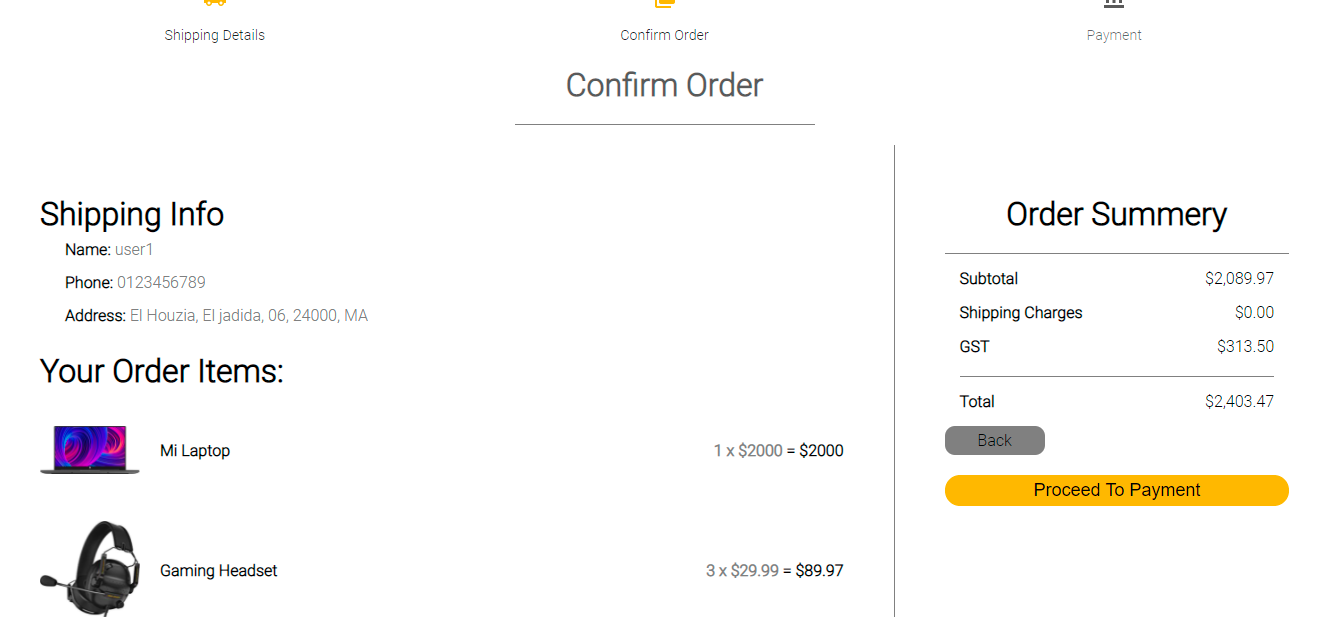 Shipping Details
Confirm Order
Payment
Confirm Order
Shipping Info
Name: user1
Phone: 0123456789
Address: El Houzia, El jadida, 06, 24000, MA
Your Order Items:
Mi Laptop 1 x $2000 = $2000
Gaming Headset 3 x $29.99 = $89.97
Order Summery
Subtotal $2,089.97
Shipping Charges $0.00
GST $313.50
Total $2,403.47
Back
Proceed To Payment